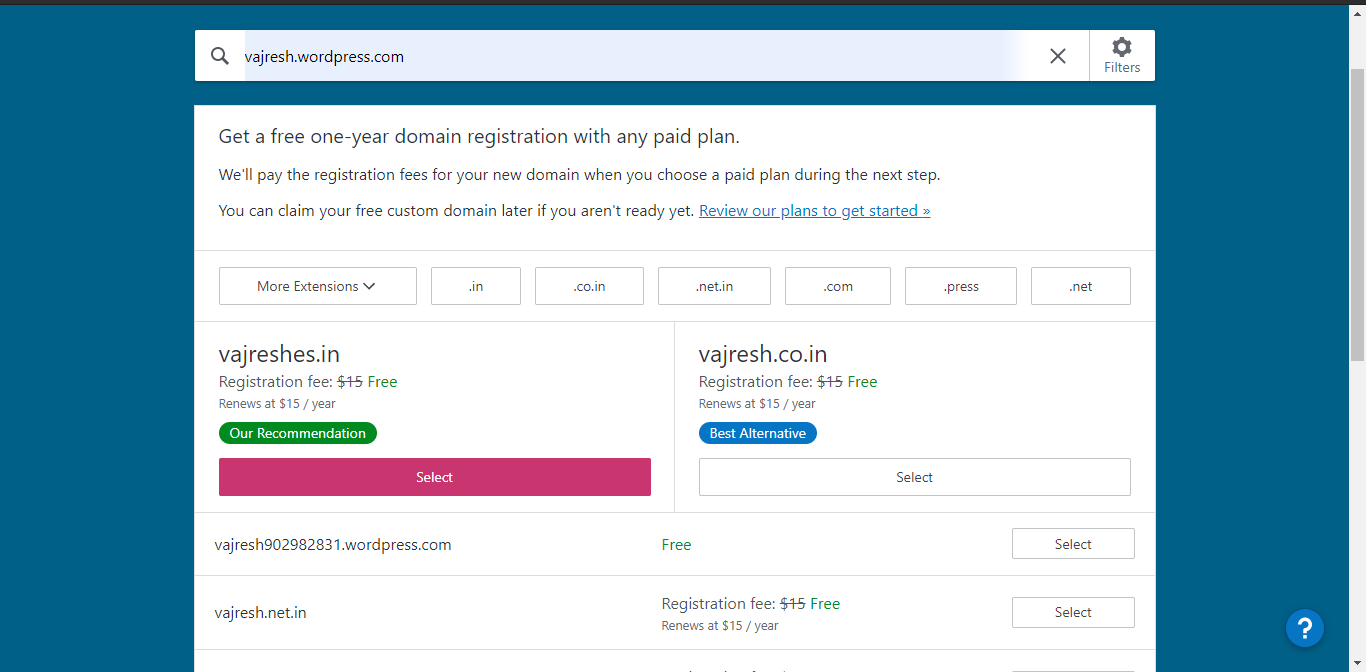 vajresh.wordpress.com
Filters
Get a free one-year domain registration with any paid plan.
We'll pay the registration fees for your new domain when you choose a paid plan during the next step.
You can claim your free custom domain later if you aren't ready yet. Review our plans to get started »
More Extensions .in .co.in .net.in .com .press .net
vajreshes.in
Registration fee: $15 Free
Renews at $15 / year
Our Recommendation
Select
vajresh.co.in
Registration fee: $15 Free
Renews at $15 / year
Best Alternative
Select
vajresh902982831.wordpress.com Free Select
vajresh.net.in
Registration fee: $15 Free
Renews at $15 / year
Select
?